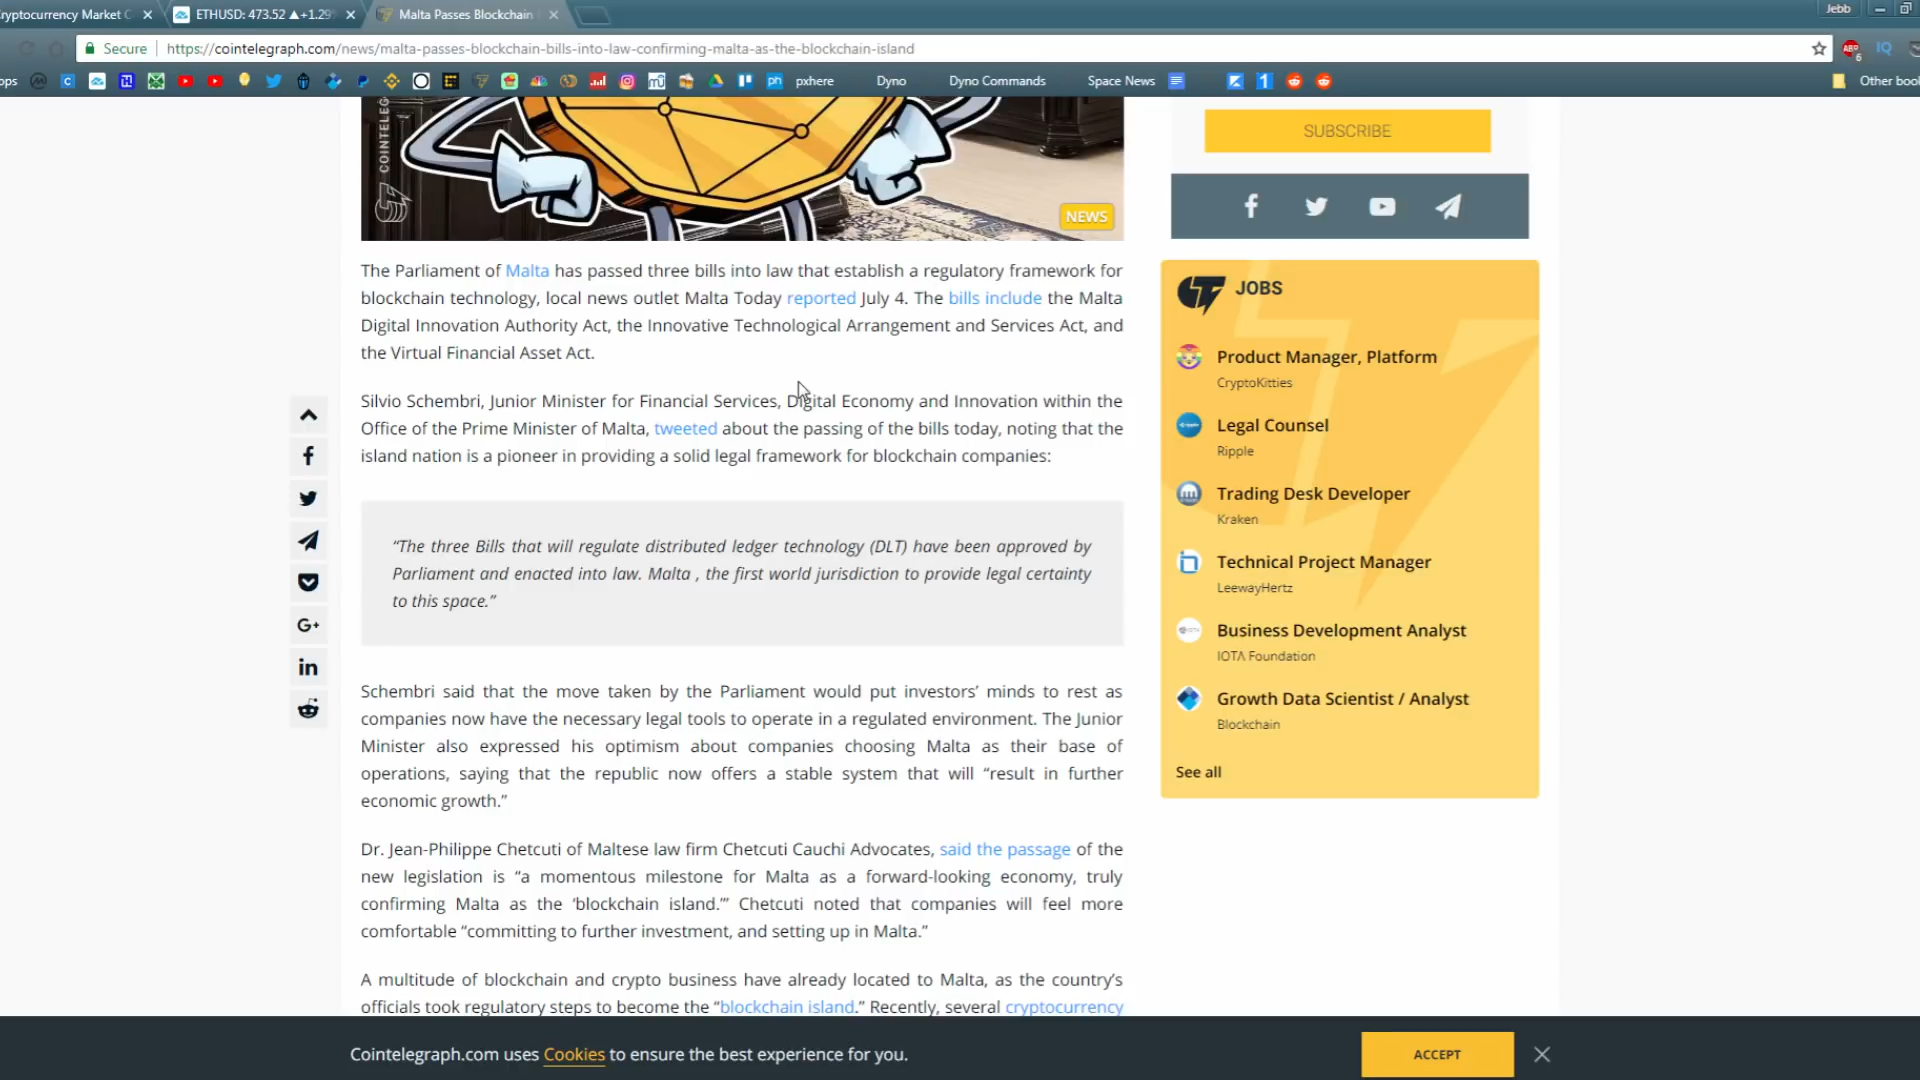 ryptocurrency Market C
ETHUSD: 473.52 ▲+1.29
Malta Passes Blockchain
Jebb
Secure
https://cointelegraph.com/news/malta-passes-blockchain-bills-into-law-confirming-malta-as-the-blockchain-island
ABP
6
IQ
ops
pxhere
Dyno
Dyno Commands
Space News
Other book
COINTELEG
NEWS
The Parliament of Malta has passed three bills into law that establish a regulatory framework for
blockchain technology, local news outlet Malta Today reported July 4. The bills include the Malta
Digital Innovation Authority Act, the Innovative Technological Arrangement and Services Act, and
the Virtual Financial Asset Act.
Silvio Schembri, Junior Minister for Financial Services, Digital Economy and Innovation within the
Office of the Prime Minister of Malta, tweeted about the passing of the bills today, noting that the
island nation is a pioneer in providing a solid legal framework for blockchain companies:
“The three Bills that will regulate distributed ledger technology (DLT) have been approved by
Parliament and enacted into law. Malta , the first world jurisdiction to provide legal certainty
to this space.”
Schembri said that the move taken by the Parliament would put investors’ minds to rest as
companies now have the necessary legal tools to operate in a regulated environment. The Junior
Minister also expressed his optimism about companies choosing Malta as their base of
operations, saying that the republic now offers a stable system that will “result in further
economic growth.”
Dr. Jean-Philippe Chetcuti of Maltese law firm Chetcuti Cauchi Advocates, said the passage of the
new legislation is “a momentous milestone for Malta as a forward-looking economy, truly
confirming Malta as the ‘blockchain island.’” Chetcuti noted that companies will feel more
comfortable “committing to further investment, and setting up in Malta.”
A multitude of blockchain and crypto business have already located to Malta, as the country’s
officials took regulatory steps to become the “blockchain island.” Recently, several cryptocurrency
SUBSCRIBE
JOBS
Product Manager, Platform
CryptoKitties
Legal Counsel
Ripple
Trading Desk Developer
Kraken
Technical Project Manager
LeewayHertz
Business Development Analyst
IOTA Foundation
Growth Data Scientist / Analyst
Blockchain
See all
Cointelegraph.com uses Cookies to ensure the best experience for you.
ACCEPT